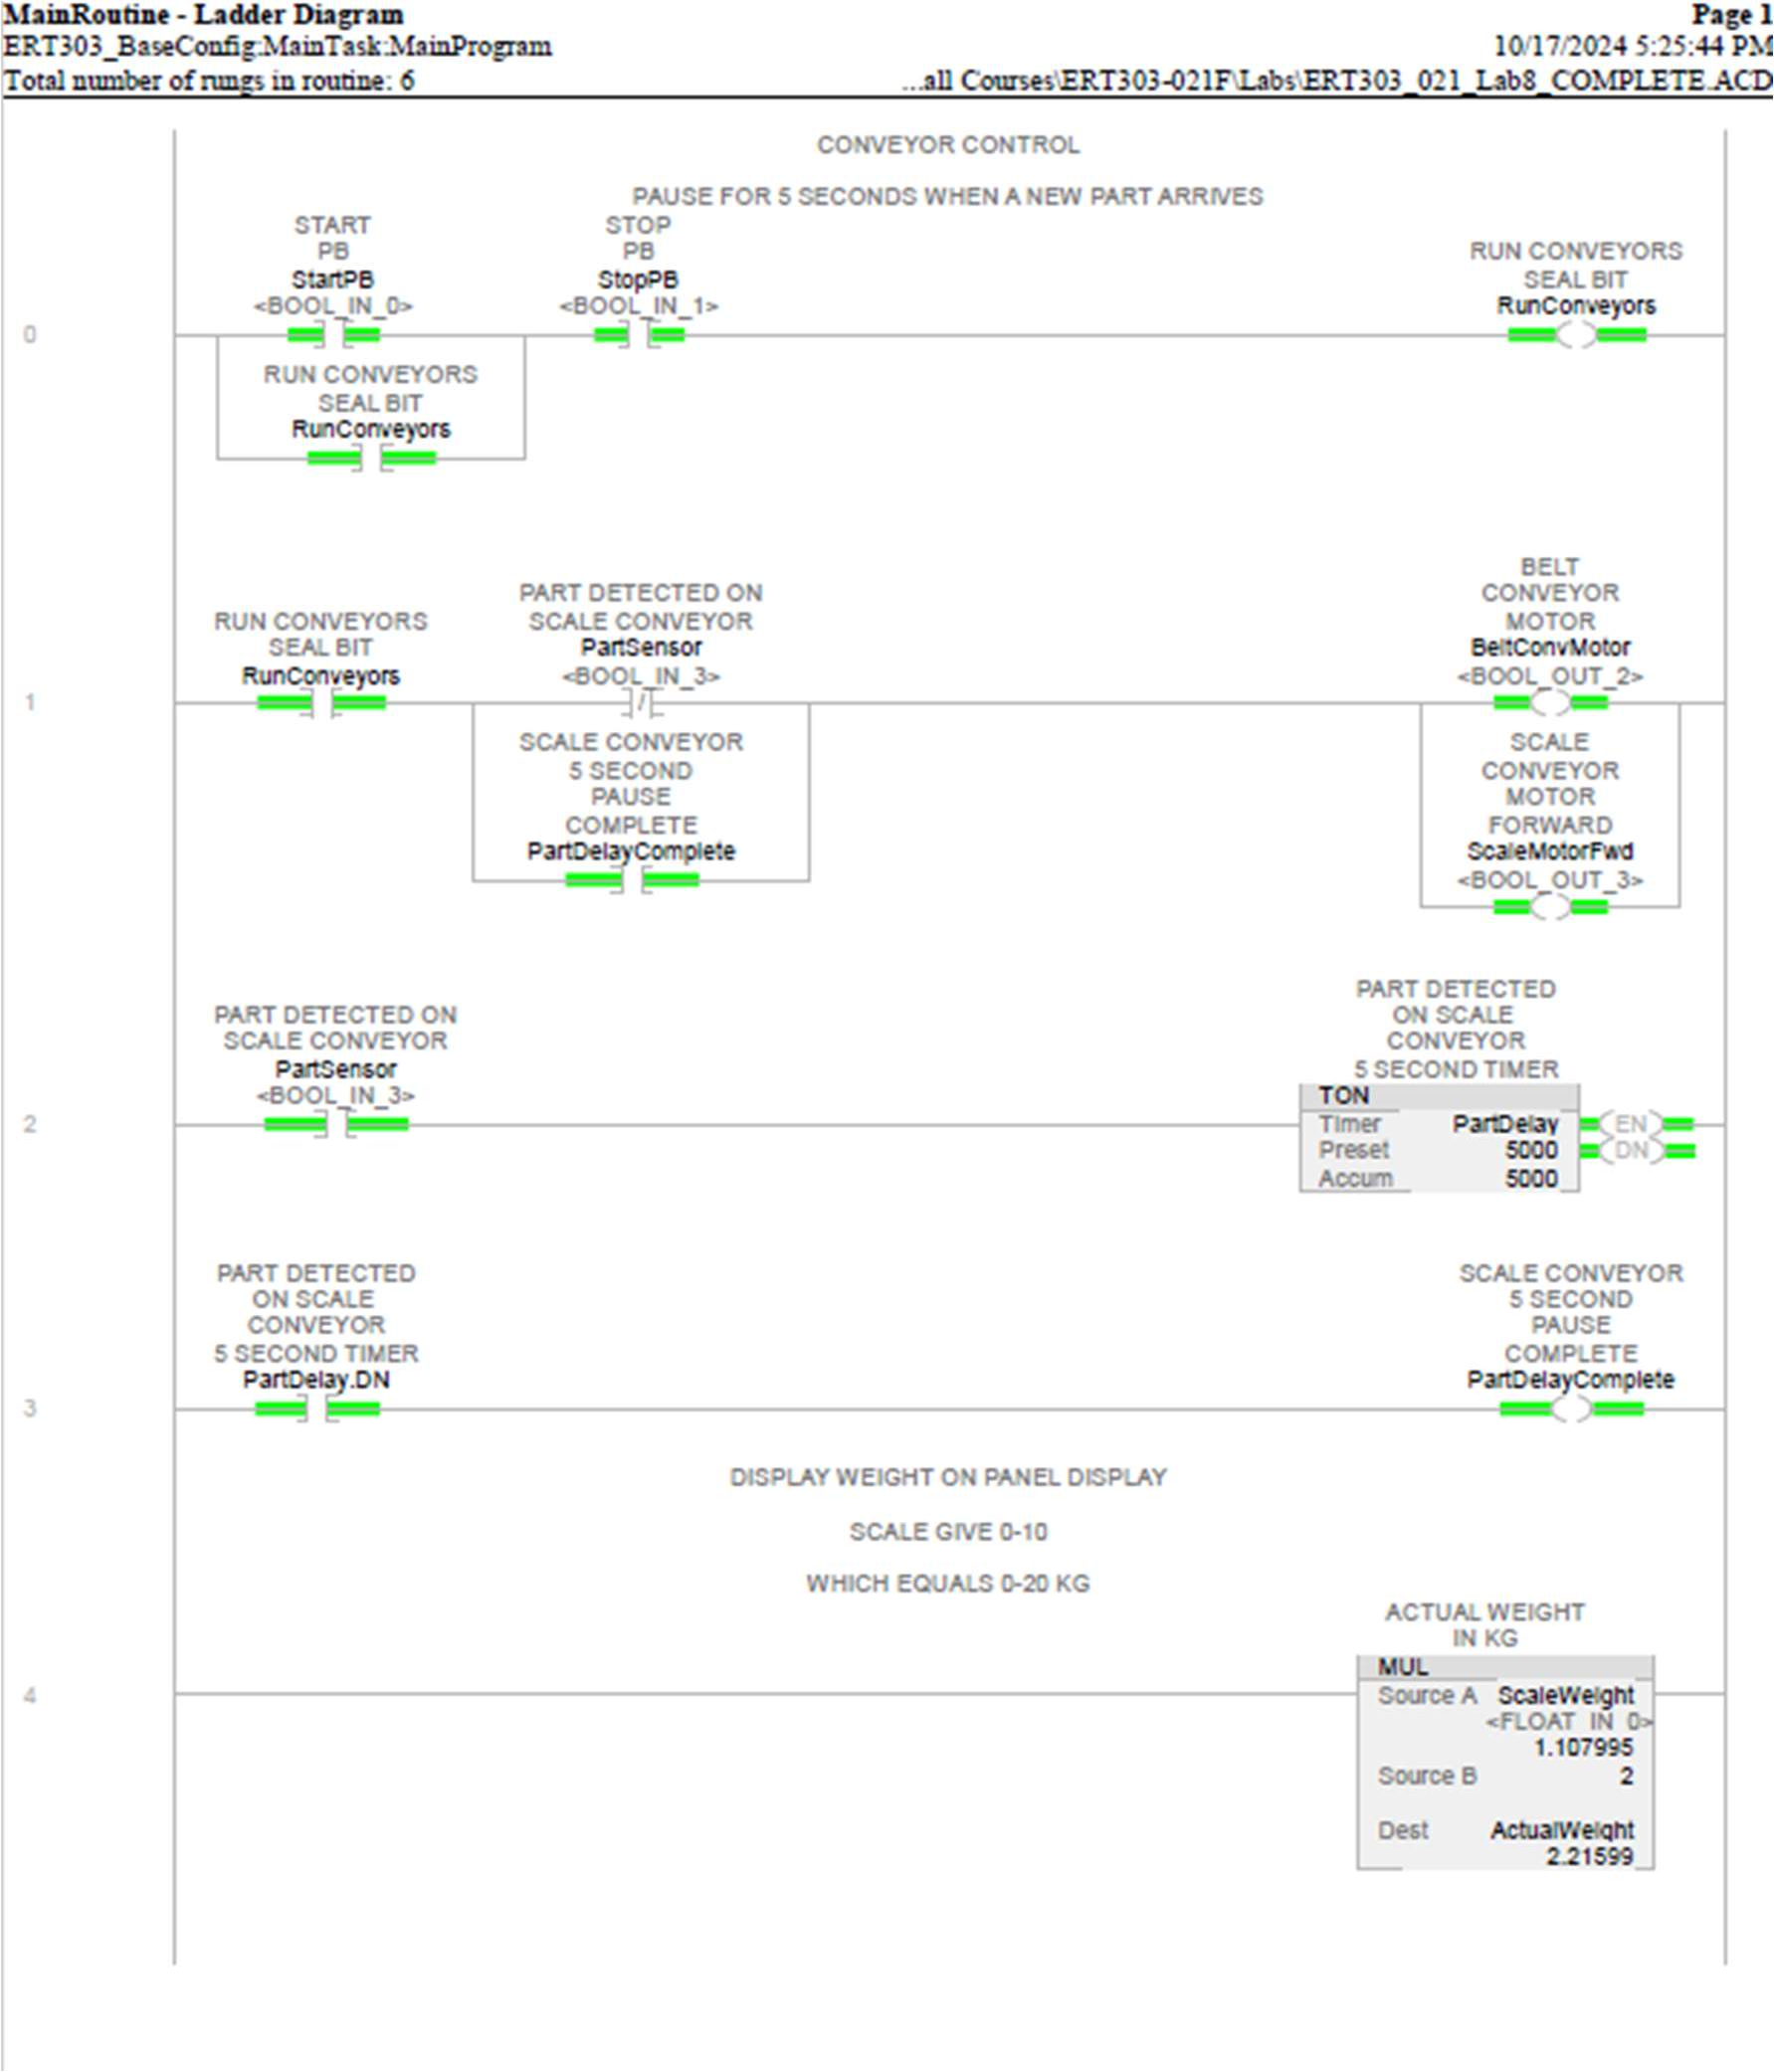 MainRoutine - Ladder Diagram
Page 1
ERT303_BaseConfig:MainTask:MainProgram
10/17/2024 5:25:44 PM
Total number of rungs in routine: 6
...all Courses\ERT303-021F\Labs\ERT303_021_Lab8_COMPLETE.ACD
CONVEYOR CONTROL
PAUSE FOR 5 SECONDS WHEN A NEW PART ARRIVES
0
START
PB
StartPB
<BOOL_IN_0>
STOP
PB
StopPB
<BOOL_IN_1>
RUN CONVEYORS
SEAL BIT
RunConveyors
RUN CONVEYORS
SEAL BIT
RunConveyors
1
RUN CONVEYORS
SEAL BIT
RunConveyors
PART DETECTED ON
SCALE CONVEYOR
PartSensor
<BOOL_IN_3>
SCALE CONVEYOR
5 SECOND
PAUSE
COMPLETE
PartDelayComplete
BELT
CONVEYOR
MOTOR
BeltConvMotor
<BOOL_OUT_2>
SCALE
CONVEYOR
MOTOR
FORWARD
ScaleMotorFwd
<BOOL_OUT_3>
2
PART DETECTED ON
SCALE CONVEYOR
PartSensor
<BOOL_IN_3>
PART DETECTED
ON SCALE
CONVEYOR
5 SECOND TIMER
TON
Timer PartDelay
Preset 5000
Accum 5000
EN
DN
3
PART DETECTED
ON SCALE
CONVEYOR
5 SECOND TIMER
PartDelay.DN
SCALE CONVEYOR
5 SECOND
PAUSE
COMPLETE
PartDelayComplete
DISPLAY WEIGHT ON PANEL DISPLAY
SCALE GIVE 0-10
WHICH EQUALS 0-20 KG
4
ACTUAL WEIGHT
IN KG
MUL
Source A ScaleWeight
<FLOAT_IN_0>
1.107995
Source B 2
Dest ActualWeight
2.21599